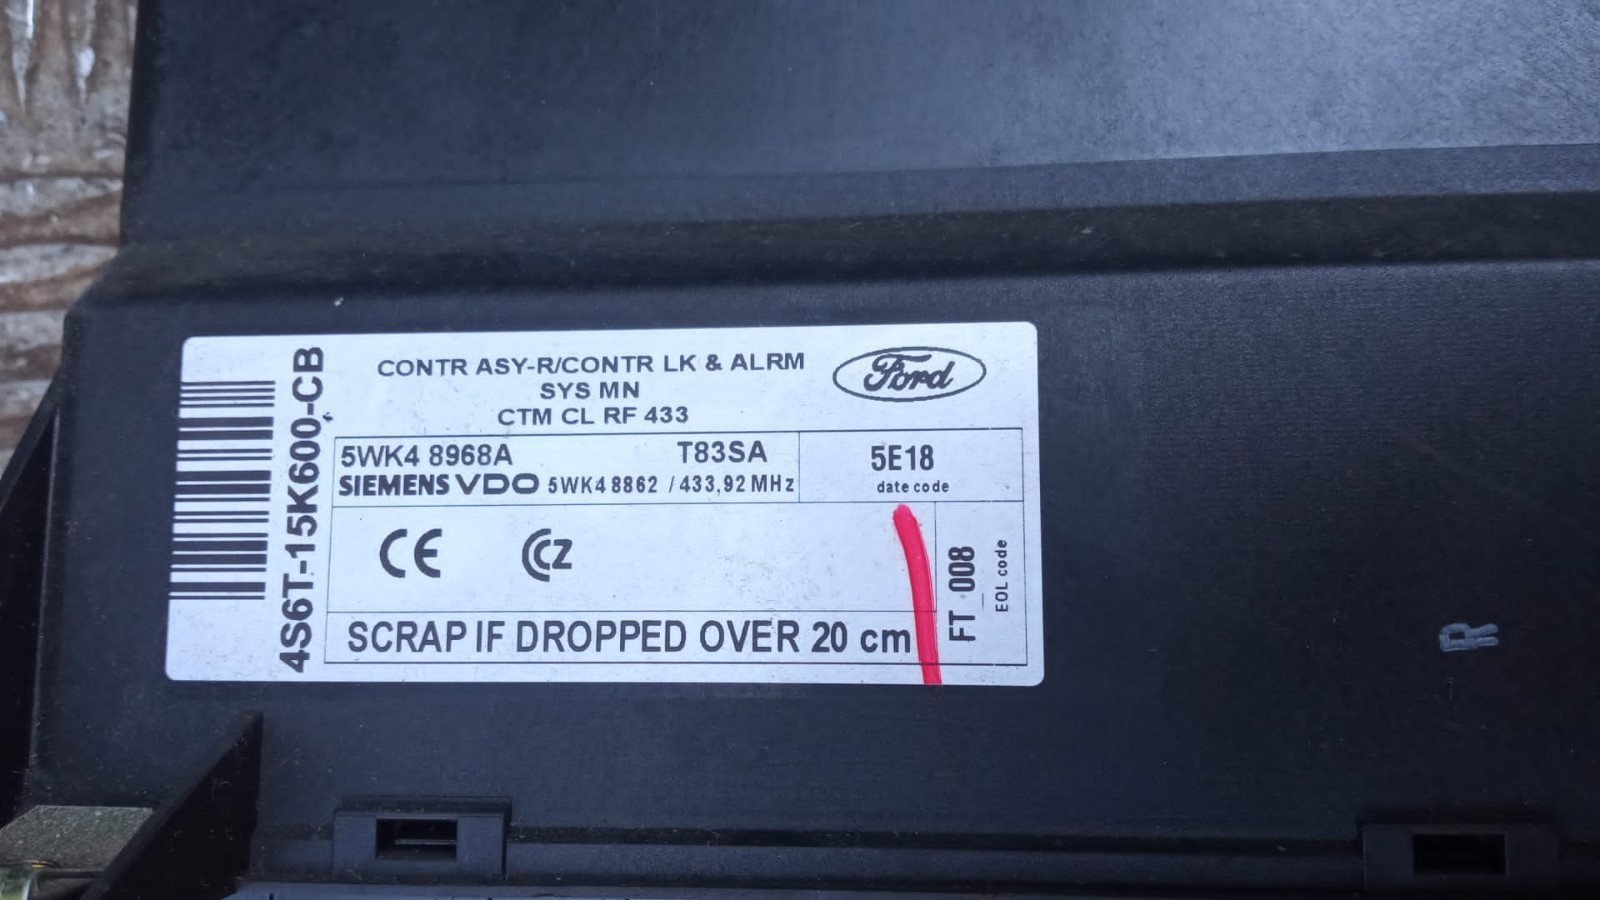 4S6T-15K600-CB
CONTR ASY-R/CONTR LK & ALRM
SYS MN
CTM CL RF 433
Ford
5WK4 8968A T83SA
SIEMENS VDO 5WK4 8862 / 433,92 MHz
5E18
date code
CE CZ
FT_008
EOL code
SCRAP IF DROPPED OVER 20 cm